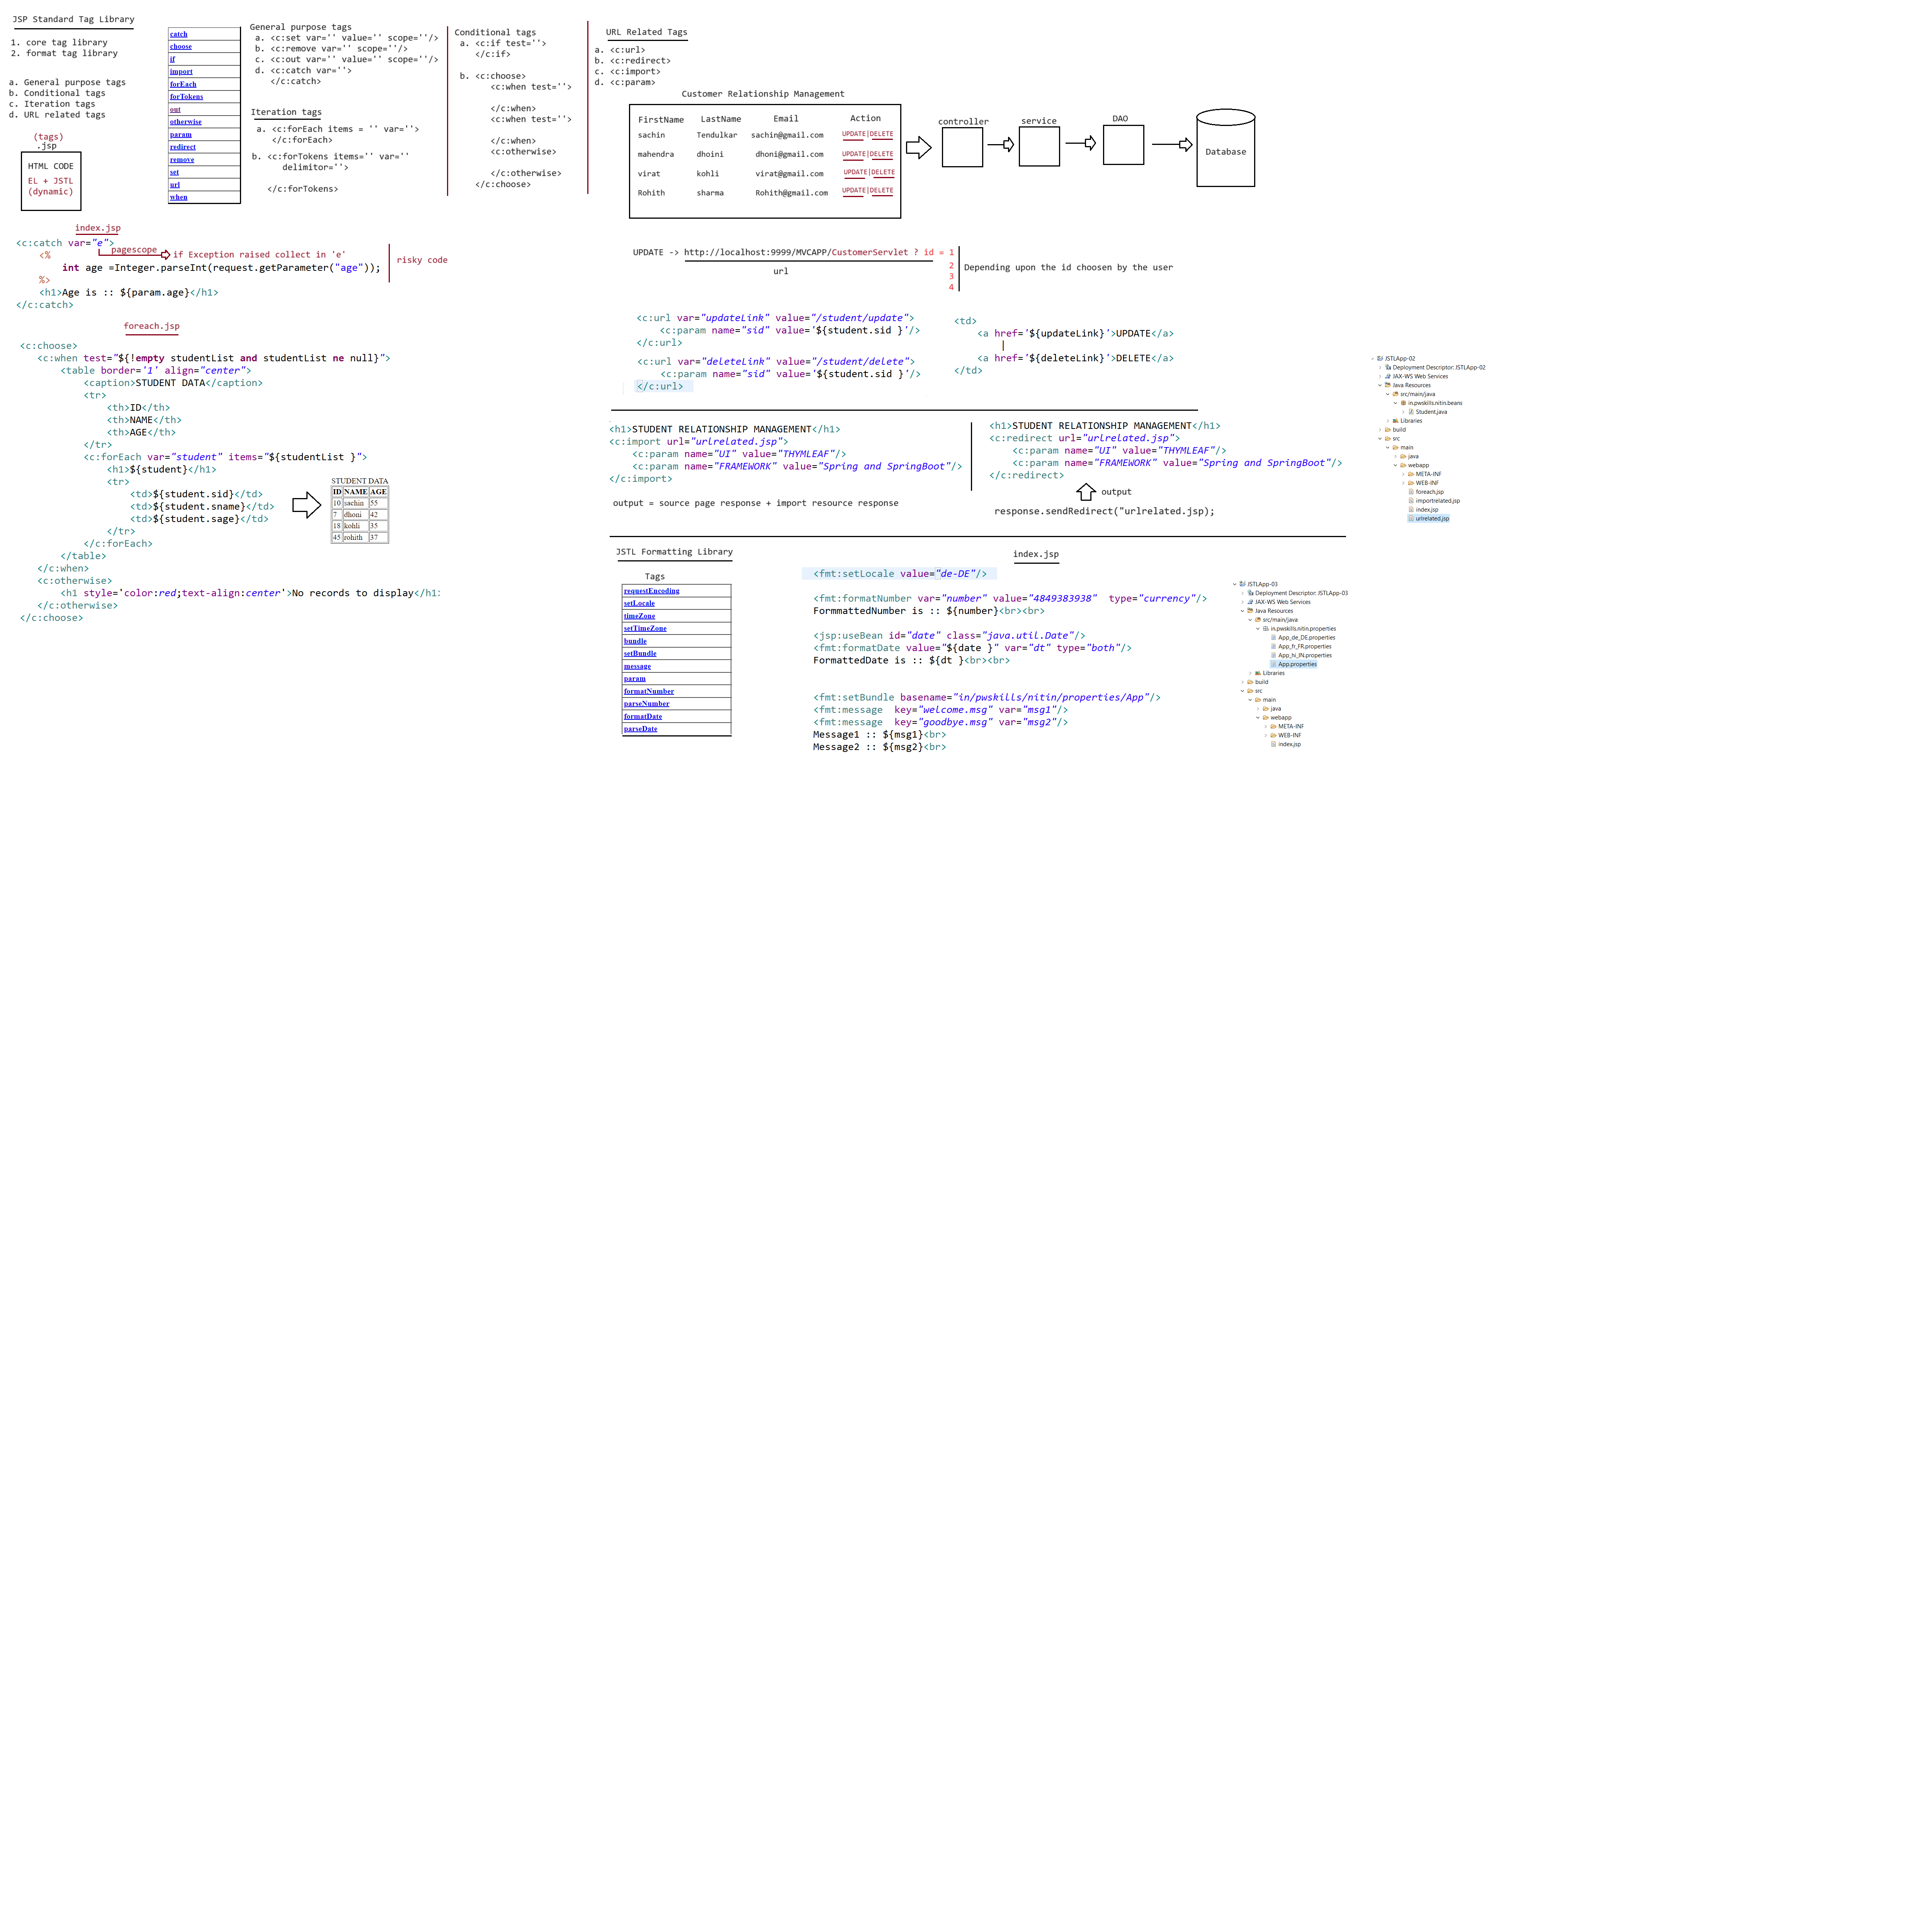 JSP Standard Tag Library
1. core tag library
2. format tag library
a. General purpose tags
b. Conditional tags
c. Iteration tags
d. URL related tags
(tags)
.jsp
HTML CODE
EL + JSTL
(dynamic)
catch
choose
if
import
forEach
forTokens
out
otherwise
param
redirect
remove
set
url
when
General purpose tags
a. <c:set var='' value='' scope=''/>
b. <c:remove var='' scope=''/>
c. <c:out var='' value='' scope=''/>
d. <c:catch var=''>
</c:catch>
Iteration tags
a. <c:forEach items = '' var=''>
</c:forEach>
b. <c:forTokens items='' var=''
delimitor=''>
</c:forTokens>
Conditional tags
a. <c:if test=''>
</c:if>
b. <c:choose>
<c:when test=''>
</c:when>
<c:when test=''>
</c:when>
<c:otherwise>
</c:otherwise>
</c:choose>
URL Related Tags
a. <c:url>
b. <c:redirect>
c. <c:import>
d. <c:param>
Customer Relationship Management
FirstName LastName Email Action
sachin Tendulkar sachin@gmail.com UPDATE|DELETE
mahendra dhoini dhoni@gmail.com UPDATE|DELETE
virat kohli virat@gmail.com UPDATE|DELETE
Rohith sharma Rohith@gmail.com UPDATE|DELETE
controller
service
DAO
Database
index.jsp
<c:catch var="e">
pagescope
if Exception raised collect in 'e'
<%
int age =Integer.parseInt(request.getParameter("age"));
%>
<h1>Age is :: ${param.age}</h1>
</c:catch>
risky code
foreach.jsp
<c:choose>
<c:when test="${!empty studentList and studentList ne null}">
<table border='1' align="center">
<caption>STUDENT DATA</caption>
<tr>
<th>ID</th>
<th>NAME</th>
<th>AGE</th>
</tr>
<c:forEach var="student" items="${studentList }">
<h1>${student}</h1>
<tr>
<td>${student.sid}</td>
<td>${student.sname}</td>
<td>${student.sage}</td>
</tr>
</c:forEach>
</table>
</c:when>
<c:otherwise>
<h1 style='color:red;text-align:center'>No records to display</h1:
</c:otherwise>
</c:choose>
STUDENT DATA
ID NAME AGE
10 sachin 55
7 dhoni 42
18 kohli 35
45 rohith 37
UPDATE -> http://localhost:9999/MVCAPP/CustomerServlet ? id = 1
2
3
4
url
Depending upon the id choosen by the user
<c:url var="updateLink" value="/student/update">
<c:param name="sid" value='${student.sid }'/>
</c:url>
<c:url var="deleteLink" value="/student/delete">
<c:param name="sid" value='${student.sid }'/>
</c:url>
<td>
<a href='${updateLink}'>UPDATE</a>
|
<a href='${deleteLink}'>DELETE</a>
</td>
<h1>STUDENT RELATIONSHIP MANAGEMENT</h1>
<c:import url="urlrelated.jsp">
<c:param name="UI" value="THYMLEAF"/>
<c:param name="FRAMEWORK" value="Spring and SpringBoot"/>
</c:import>
output = source page response + import resource response
<h1>STUDENT RELATIONSHIP MANAGEMENT</h1>
<c:redirect url="urlrelated.jsp">
<c:param name="UI" value="THYMLEAF"/>
<c:param name="FRAMEWORK" value="Spring and SpringBoot"/>
</c:redirect>
output
response.sendRedirect("urlrelated.jsp);
JSTLApp-02
Deployment Descriptor: JSTLApp-02
JAX-WS Web Services
Java Resources
src/main/java
in.pwskills.nitin.beans
Student.java
Libraries
build
src
main
java
webapp
META-INF
WEB-INF
foreach.jsp
importrelated.jsp
index.jsp
urlrelated.jsp
JSTL Formatting Library
Tags
requestEncoding
setLocale
timeZone
setTimeZone
bundle
setBundle
message
param
formatNumber
parseNumber
formatDate
parseDate
index.jsp
<fmt:setLocale value="de-DE"/>
<fmt:formatNumber var="number" value="4849383938" type="currency"/>
FormmattedNumber is :: ${number}<br><br>
<jsp:useBean id="date" class="java.util.Date"/>
<fmt:formatDate value="${date }" var="dt" type="both"/>
FormattedDate is :: ${dt }<br><br>
<fmt:setBundle basename="in/pwskills/nitin/properties/App"/>
<fmt:message key="welcome.msg" var="msg1"/>
<fmt:message key="goodbye.msg" var="msg2"/>
Message1 :: ${msg1}<br>
Message2 :: ${msg2}<br>
JSTLApp-03
Deployment Descriptor: JSTLApp-03
JAX-WS Web Services
Java Resources
src/main/java
in.pwskills.nitin.properties
App_de_DE.properties
App_fr_FR.properties
App_hi_IN.properties
App.properties
Libraries
build
src
main
java
webapp
META-INF
WEB-INF
index.jsp